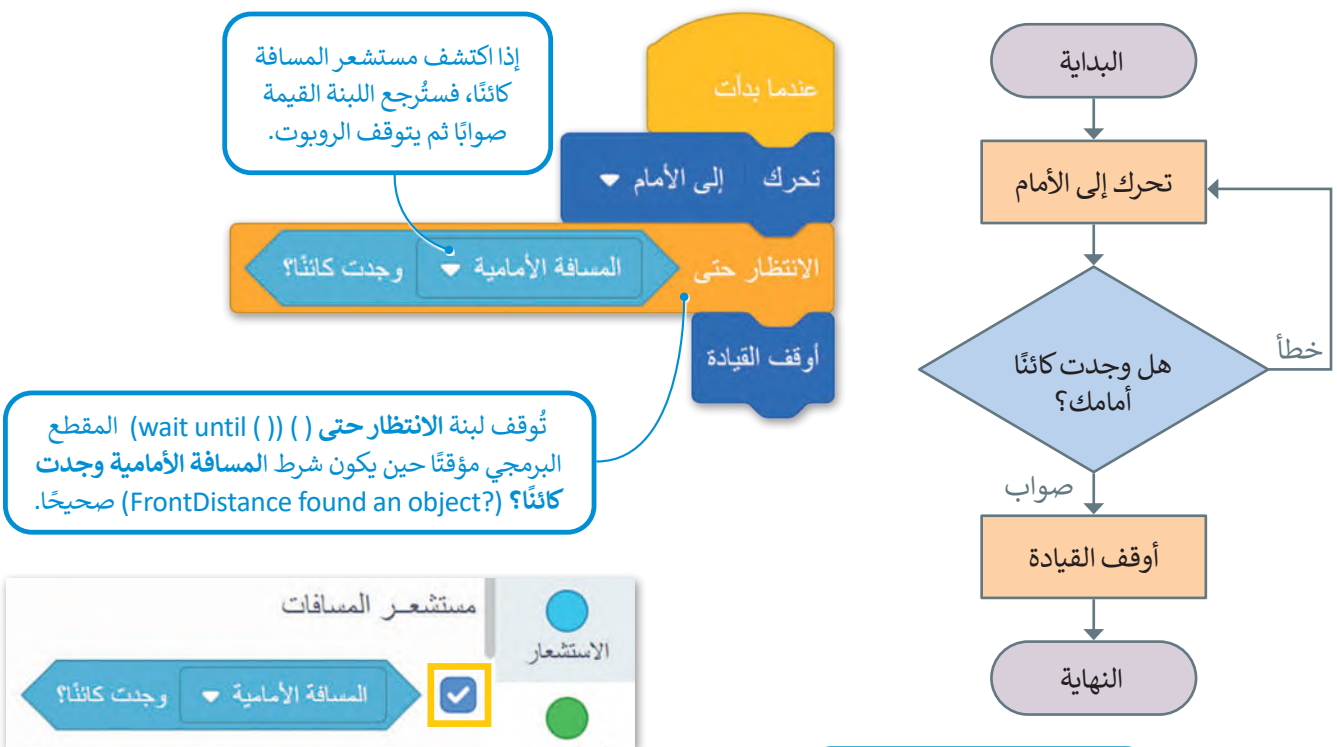 إذا اكتشف مستشعر المسافة
كائنًا، فستُرجع اللبنة القيمة
صوابًا ثم يتوقف الروبوت.
عندما بدأت
تحرك إلى الأمام
الانتظار حتى المسافة الأمامية وجدت كائنًا؟
أوقف القيادة
تُوقف لبنة الانتظار حتى ( ) (wait until ( )) المقطع
البرمجي مؤقتًا حين يكون شرط المسافة الأمامية وجدت
كائنًا؟ (FrontDistance found an object?) صحيحًا.
البداية
تحرك إلى الأمام
هل وجدت كائنًا
أمامك؟
خطأ
صواب
أوقف القيادة
النهاية
مستشعر المسافات
المسافة الأمامية وجدت كائنًا؟
الاستشعار